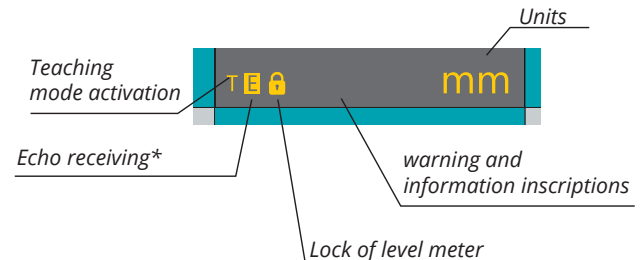 Units
Teaching
mode activation
T E mm
Echo receiving*
warning and
information inscriptions
Lock of level meter